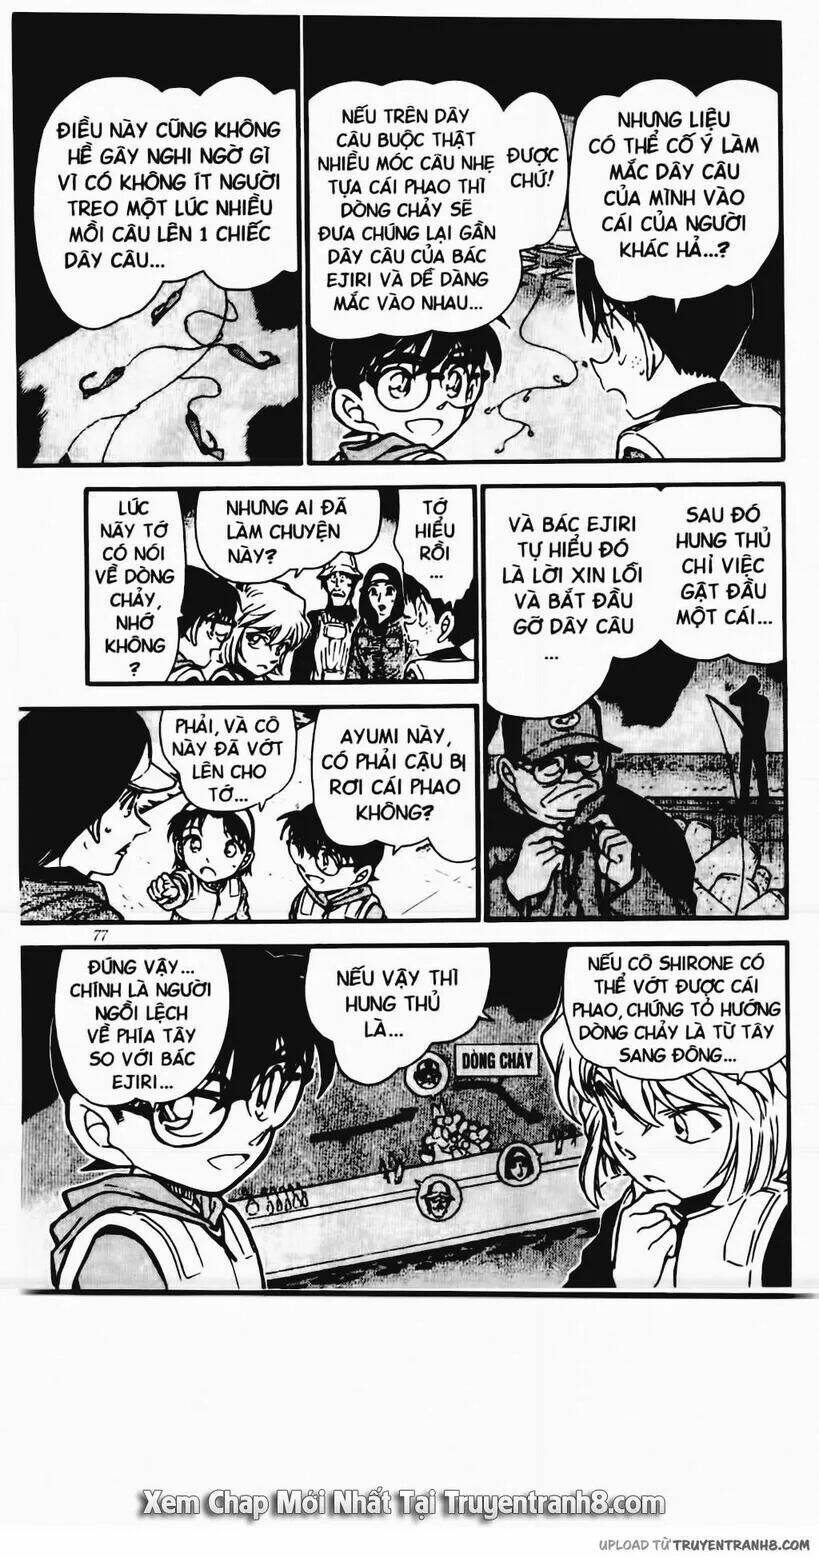 NHƯNG LIỆU
CÓ THỂ CỐ Ý LÀM
MẮC DÂY CÂU
CỦA MÌNH VÀO
CÁI CỦA NGƯỜI
KHÁC HẢ...?
ĐƯỢC
CHỨ!
NẾU TRÊN DÂY
CÂU BUỘC THẬT
NHIỀU MÓC CÂU NHẸ
TỰA CÁI PHAO THÌ
DÒNG CHẢY SẼ
ĐƯA CHÚNG LẠI GẦN
DÂY CÂU CỦA BÁC
EJIRI VÀ DỄ DÀNG
MẮC VÀO NHAU...
ĐIỀU NÀY CŨNG KHÔNG
HỀ GÂY NGHI NGỜ GÌ
VÌ CÓ KHÔNG ÍT NGƯỜI
TREO MỘT LÚC NHIỀU
MỒI CÂU LÊN 1 CHIẾC
DÂY CÂU...
SAU ĐÓ
HUNG THỦ
CHỈ VIỆC
GẬT ĐẦU
MỘT CÁI...
VÀ BÁC EJIRI
TỰ HIỂU ĐÓ
LÀ LỜI XIN LỖI
VÀ BẮT ĐẦU
GỠ DÂY CÂU
...
TỚ
HIỂU
RỒI
...
NHƯNG AI ĐÃ
LÀM CHUYỆN
NÀY?
LÚC
NÃY TỚ
CÓ NÓI
VỀ DÒNG
CHẢY,
NHỚ
KHÔNG
?
AYUMI NÀY,
CÓ PHẢI CẬU BỊ
RƠI CÁI PHAO
KHÔNG?
PHẢI, VÀ CÔ
NÀY ĐÃ VỚT
LÊN CHO
TỚ...
77
NẾU CÔ SHIRONE CÓ
THỂ VỚT ĐƯỢC CÁI
PHAO, CHỨNG TỎ HƯỚNG
DÒNG CHẢY LÀ TỪ TÂY
SANG ĐÔNG...
NẾU VẬY THÌ
HUNG THỦ
LÀ...
DÒNG CHẢY
ĐÚNG VẬY...
CHÍNH LÀ NGƯỜI
NGỒI LỆCH
VỀ PHÍA TÂY
SO VỚI BÁC
EJIRI...
Xem Chap Mới Nhất Tại Truyentranh8.com
UPLOAD TỪ TRUYENTRANH8.COM